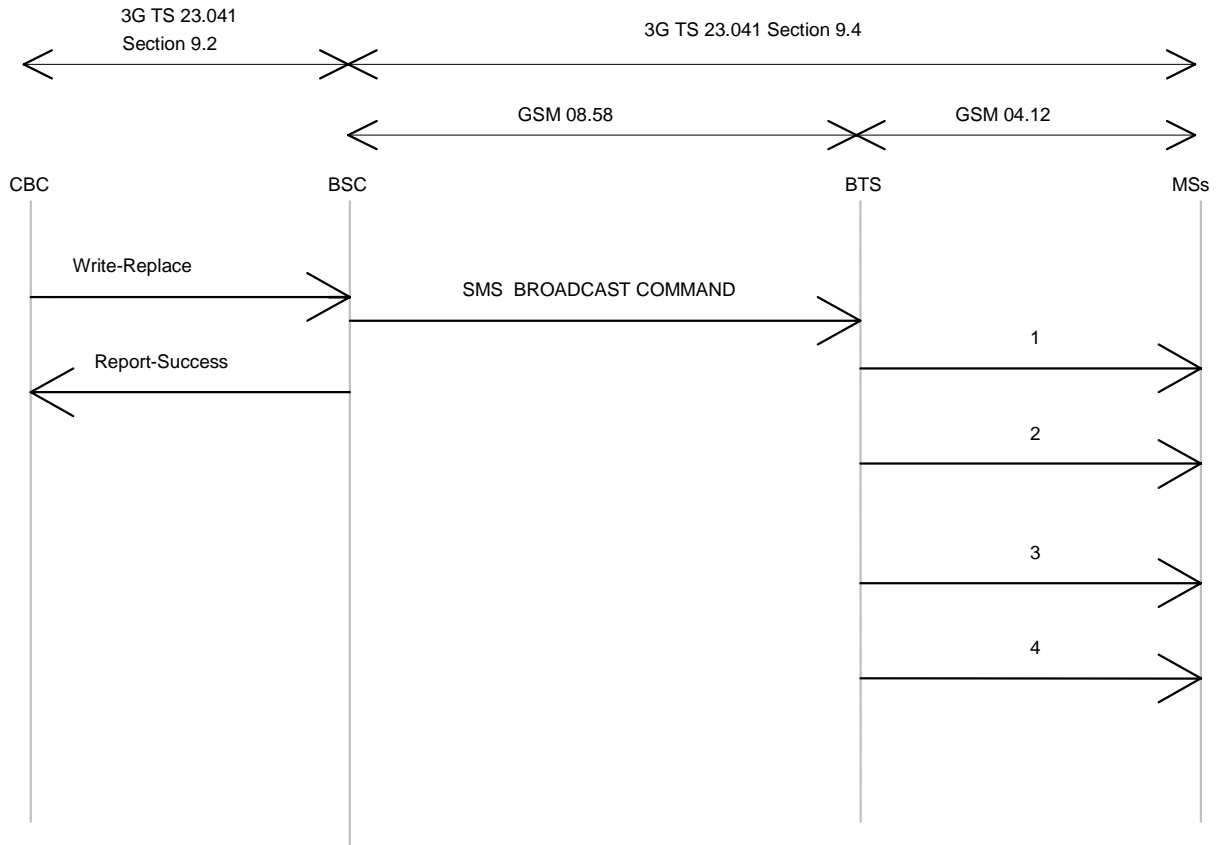 3G TS 23.041
Section 9.2
3G TS 23.041 Section 9.4
GSM 08.58
GSM 04.12
CBC
BSC
BTS
MSs
Write-Replace
SMS BROADCAST COMMAND
1
Report-Success
2
3
4